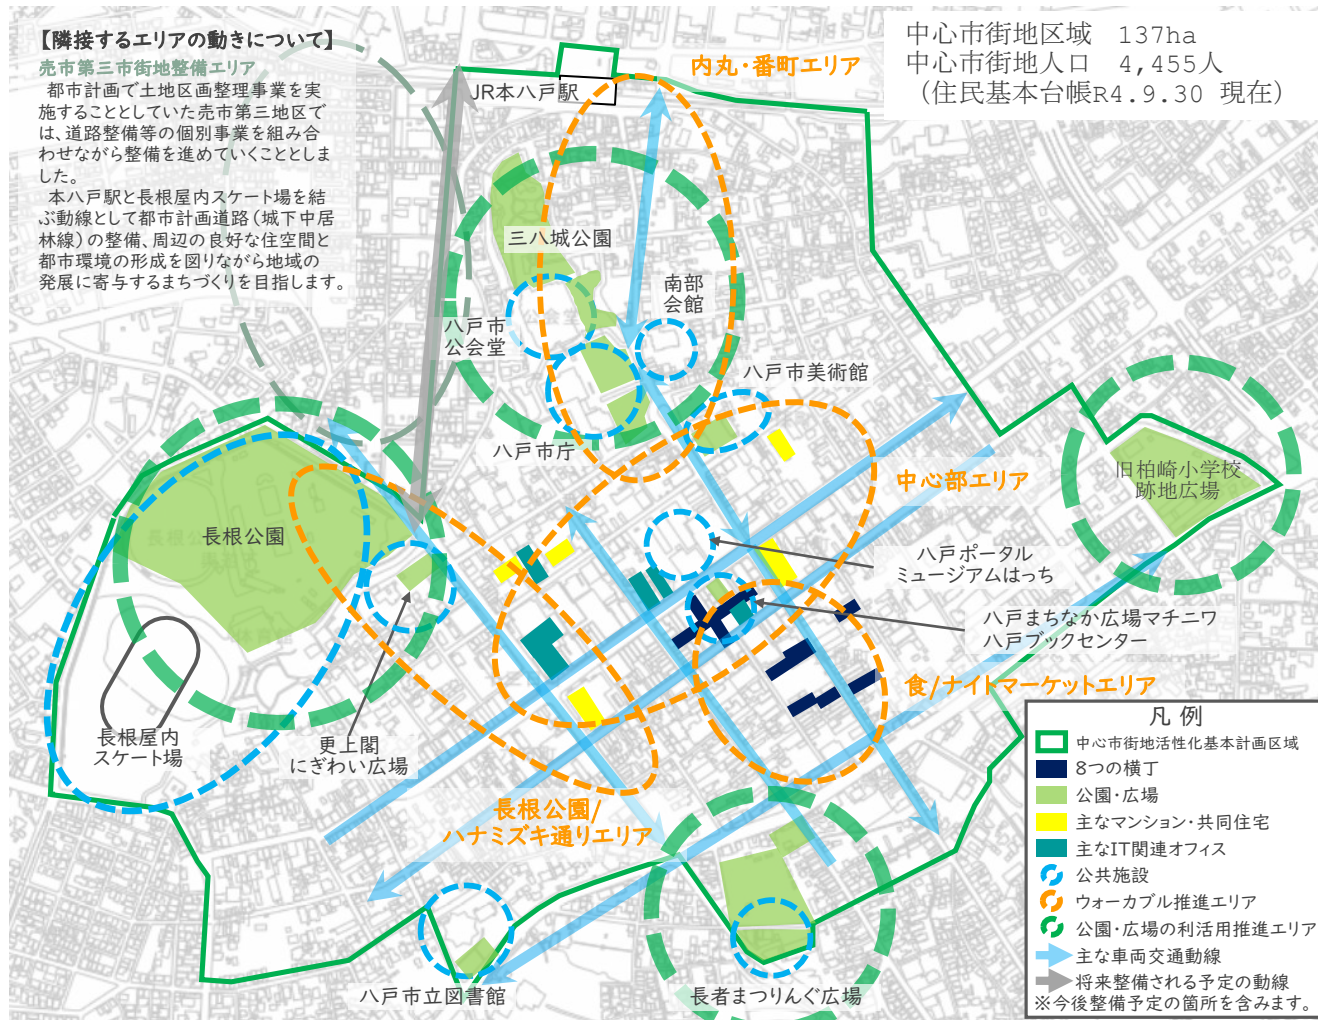 【隣接するエリアの動きについて】
売市第三市街地整備エリア
都市計画で土地区画整理事業を実
施することとしていた売市第三地区で
は、道路整備等の個別事業を組み合
わせながら整備を進めていくこととしま
した。
本八戸駅と長根屋内スケート場を結
ぶ動線として都市計画道路(城下中居
林線)の整備、周辺の良好な住空間と
都市環境の形成を図りながら地域の
発展に寄与するまちづくりを目指します。
中心市街地区域 137ha
中心市街地人口 4,455人
(住民基本台帳R4.9.30 現在)
内丸・番町エリア
JR本八戸駅
三八城公園
南部
会館
八戸市
公会堂
八戸市美術館
八戸市庁
中心部エリア
旧柏崎小学校
跡地広場
長根公園
八戸ポータル
ミュージアムはっち
八戸まちなか広場マチニワ
八戸ブックセンター
食/ナイトマーケットエリア
長根屋内
スケート場
更上閣
にぎわい広場
長根公園/
ハナミズキ通りエリア
八戸市立図書館
長者まつりんぐ広場
凡 例
中心市街地活性化基本計画区域
8つの横丁
公園・広場
主なマンション・共同住宅
主なIT関連オフィス
公共施設
ウォーカブル推進エリア
公園・広場の利活用推進エリア
主な車両交通動線
将来整備される予定の動線
※今後整備予定の箇所を含みます。